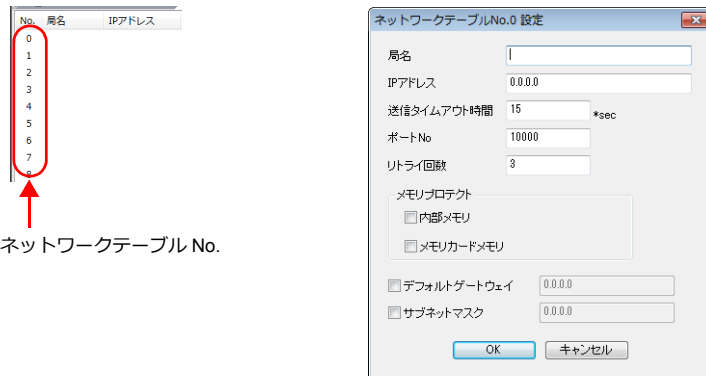 No. 局名 IPアドレス
0
1
2
3
4
5
6
7
8
ネットワークテーブル No.
ネットワークテーブルNo.0 設定
局名
IPアドレス 0.0.0.0
送信タイムアウト時間 15 *sec
ポートNo 10000
リトライ回数 3
メモリプロテクト
内部メモリ
メモリカードメモリ
デフォルトゲートウェイ 0.0.0.0
サブネットマスク 0.0.0.0
OK キャンセル